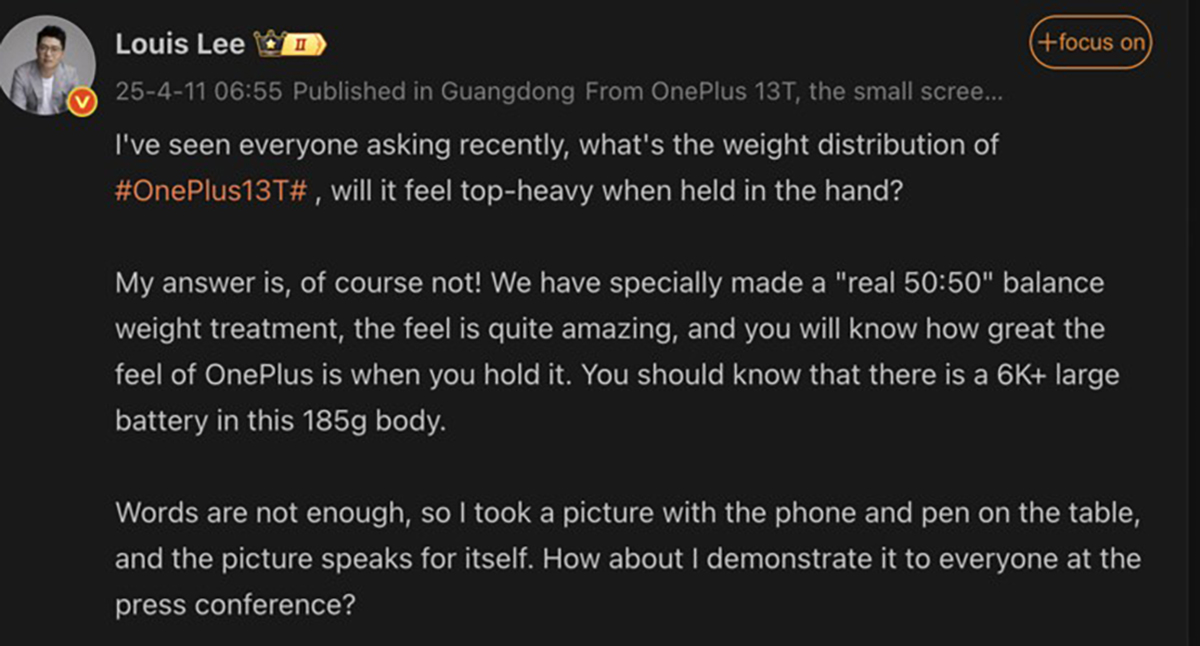 Louis Lee II
+focus on
25-4-11 06:55 Published in Guangdong From OnePlus 13T, the small scree...
I've seen everyone asking recently, what's the weight distribution of
#OnePlus13T# , will it feel top-heavy when held in the hand?
My answer is, of course not! We have specially made a "real 50:50" balance
weight treatment, the feel is quite amazing, and you will know how great the
feel of OnePlus is when you hold it. You should know that there is a 6K+ large
battery in this 185g body.
Words are not enough, so I took a picture with the phone and pen on the table,
and the picture speaks for itself. How about I demonstrate it to everyone at the
press conference?